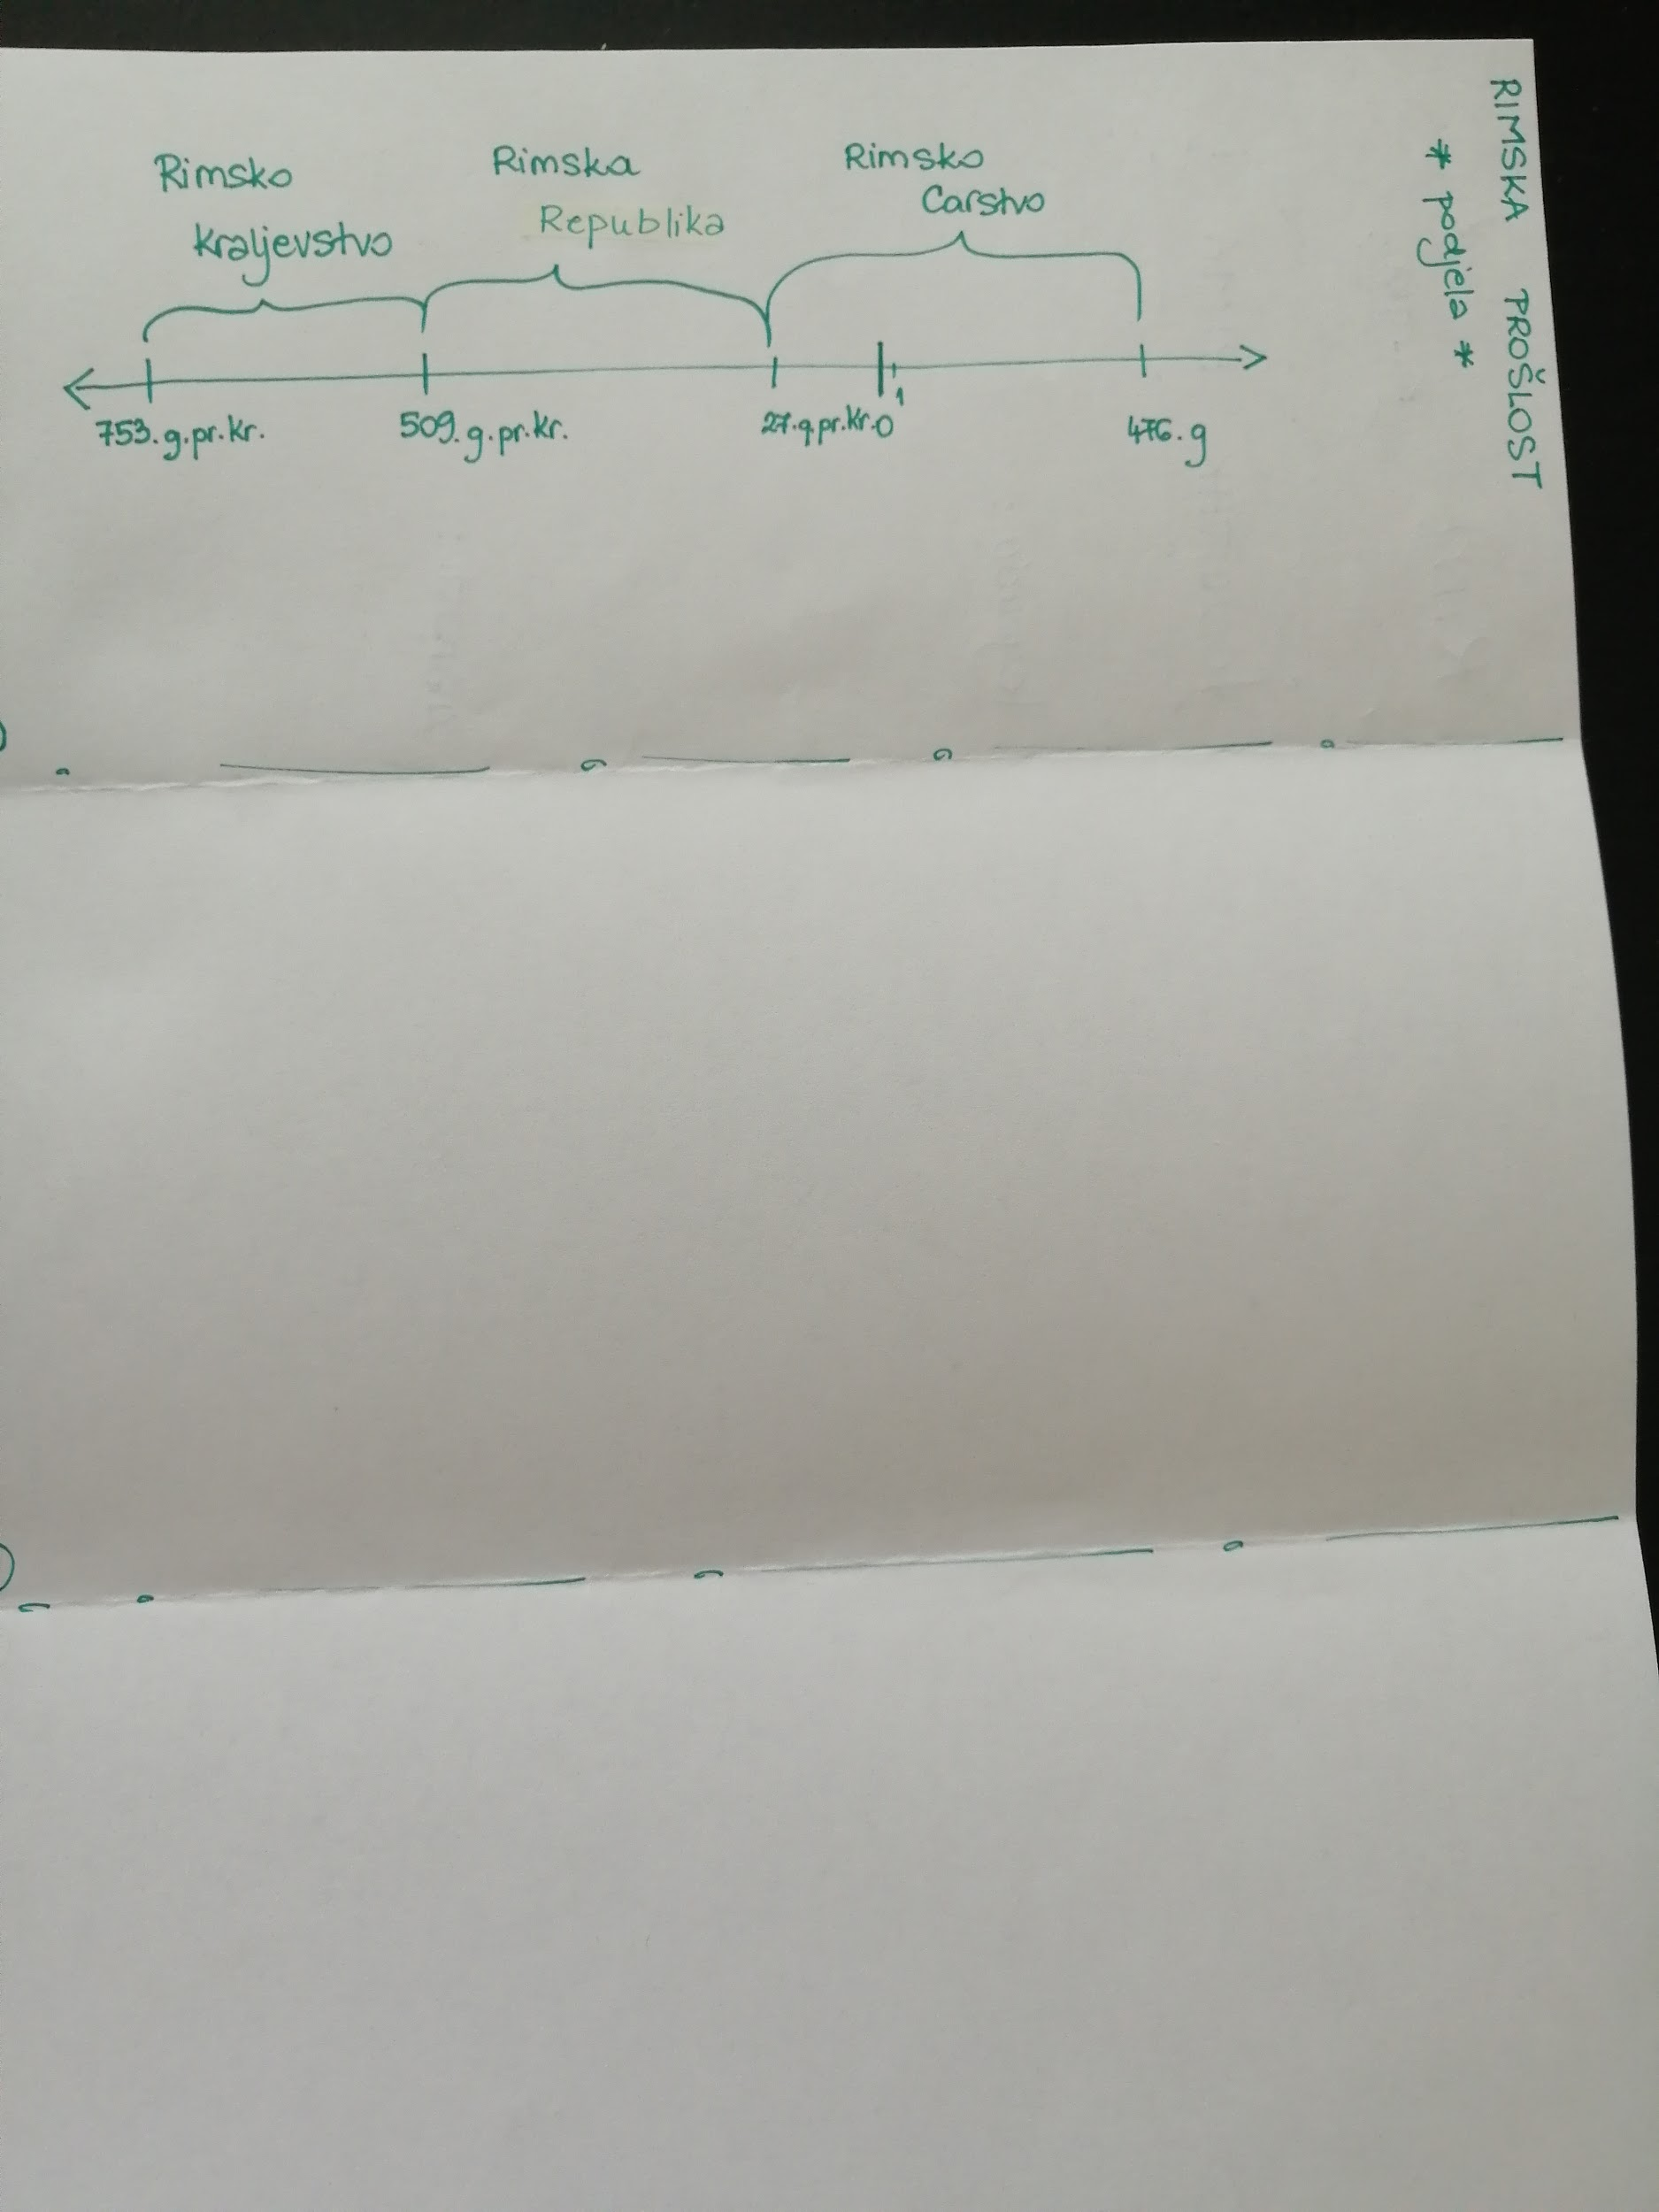 RIMSKA PROŠLOST
* podjela *
Rimsko
Kraljevstvo
Rimska
Republika
Rimsko
Carstvo
753. g.pr.Kr.
509. g.pr.Kr.
27.g.pr.Kr.
0
1
476. g